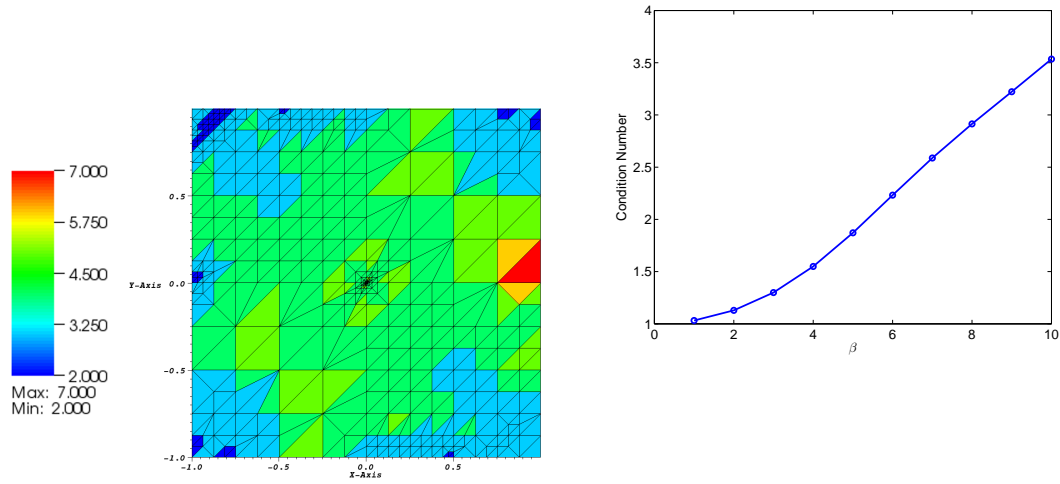 7.000
5.750
4.500
3.250
2.000
Max: 7.000
Min: 2.000
0.5
Y-Axis 0.0
-0.5
-1.0
-1.0 -0.5 0.0 0.5
X-Axis
4
3.5
3
2.5
2
1.5
1
Condition Number
0 2 4 6 8 10
β